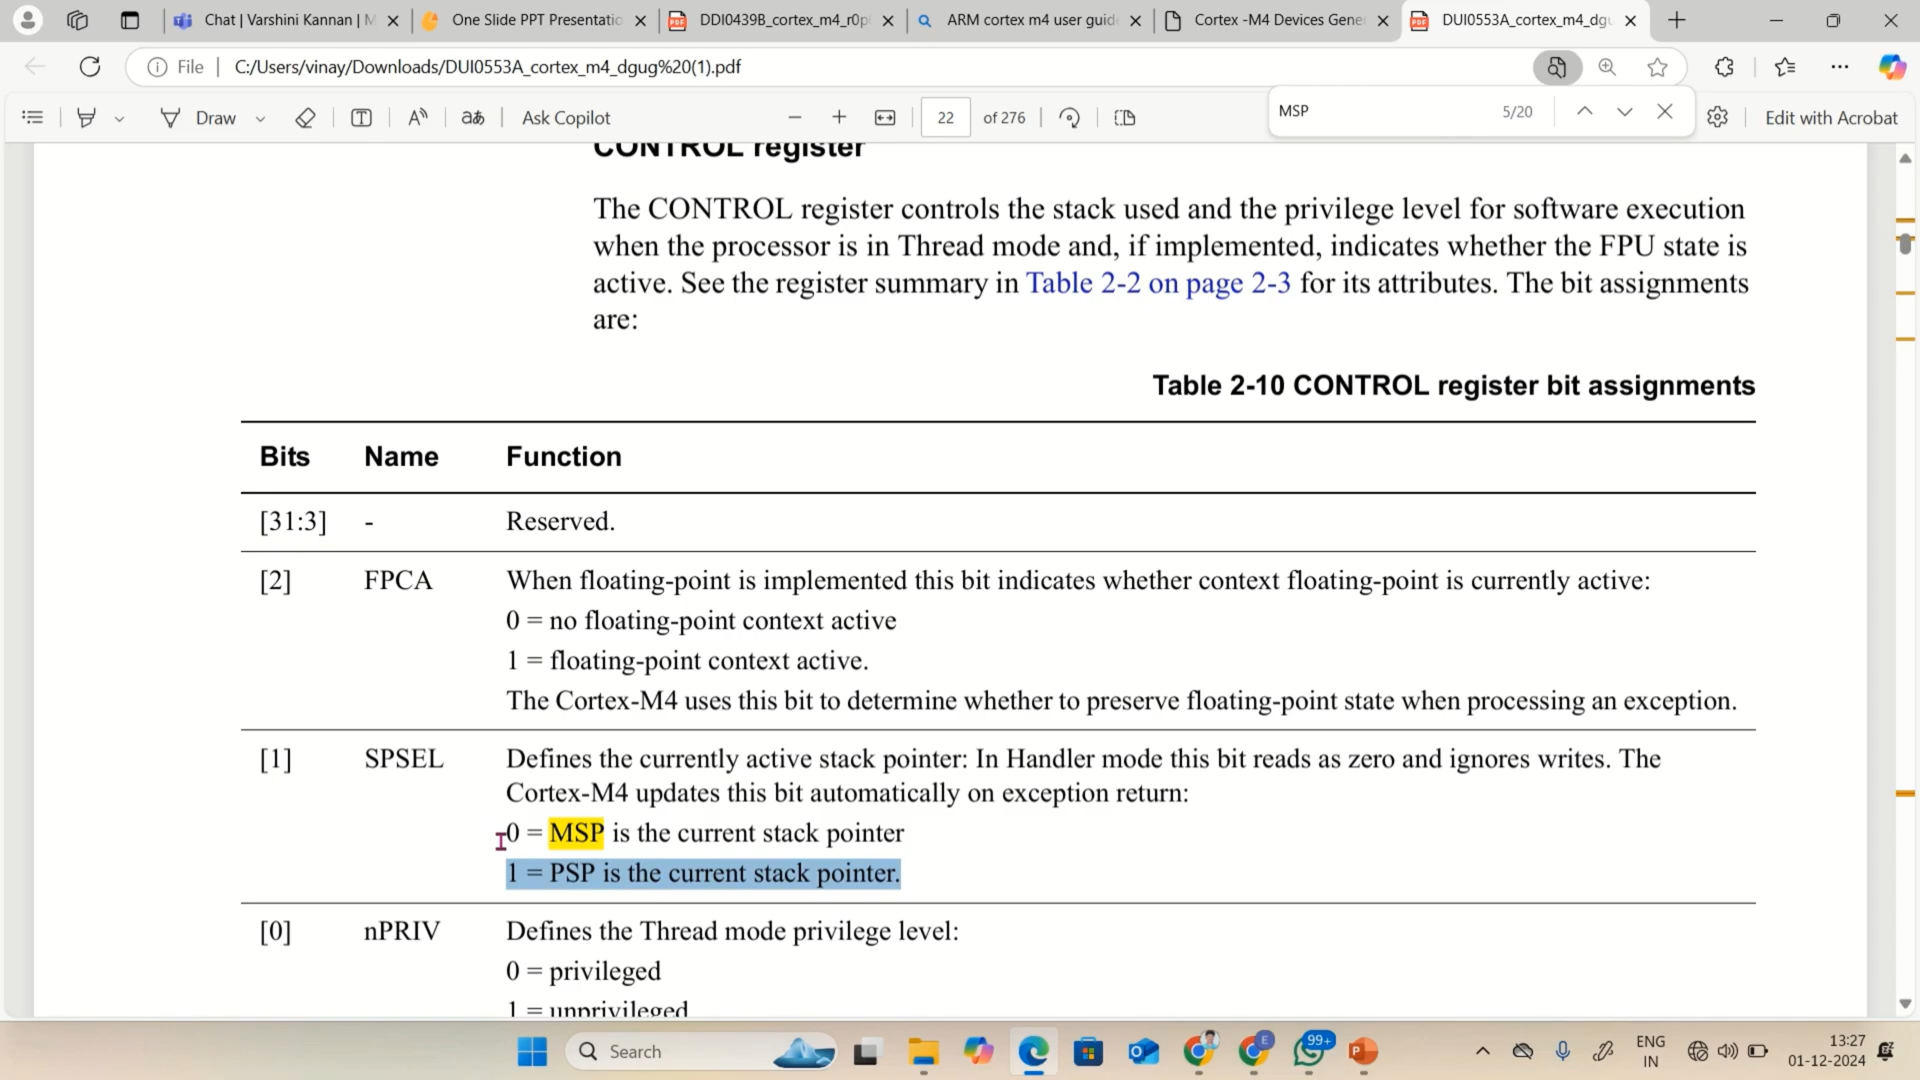 Chat | Varshini Kannan | M
One Slide PPT Presentatio
DDI0439B_cortex_m4_r0p
ARM cortex m4 user guid
Cortex -M4 Devices Gene
DUI0553A_cortex_m4_dgu
File
C:/Users/vinay/Downloads/DUI0553A_cortex_m4_dgug%20(1).pdf
Draw
Ask Copilot
22 of 276
MSP 5/20
Edit with Acrobat
CONTROL register
The CONTROL register controls the stack used and the privilege level for software execution
when the processor is in Thread mode and, if implemented, indicates whether the FPU state is
active. See the register summary in Table 2-2 on page 2-3 for its attributes. The bit assignments
are:
Table 2-10 CONTROL register bit assignments
Bits Name Function
[31:3] - Reserved.
[2] FPCA When floating-point is implemented this bit indicates whether context floating-point is currently active:
0 = no floating-point context active
1 = floating-point context active.
The Cortex-M4 uses this bit to determine whether to preserve floating-point state when processing an exception.
[1] SPSEL Defines the currently active stack pointer: In Handler mode this bit reads as zero and ignores writes. The
Cortex-M4 updates this bit automatically on exception return:
0 = MSP is the current stack pointer
1 = PSP is the current stack pointer.
[0] nPRIV Defines the Thread mode privilege level:
0 = privileged
1 = unprivileged
Search
99+
ENG
IN
13:27
01-12-2024